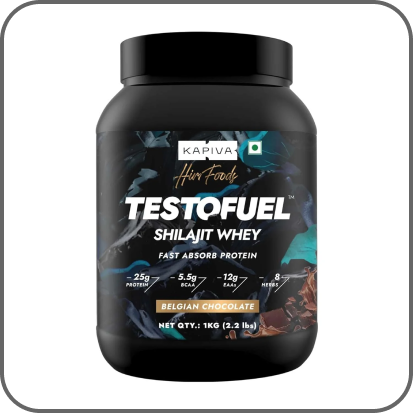 KAPIVA
Him Foods
TESTOFUEL™
SHILAJIT WHEY
FAST ABSORB PROTEIN
25g 5.5g 12g 8
PROTEIN BCAA EAAs HERBS
BELGIAN CHOCOLATE
NET QTY.: 1KG (2.2 lbs)